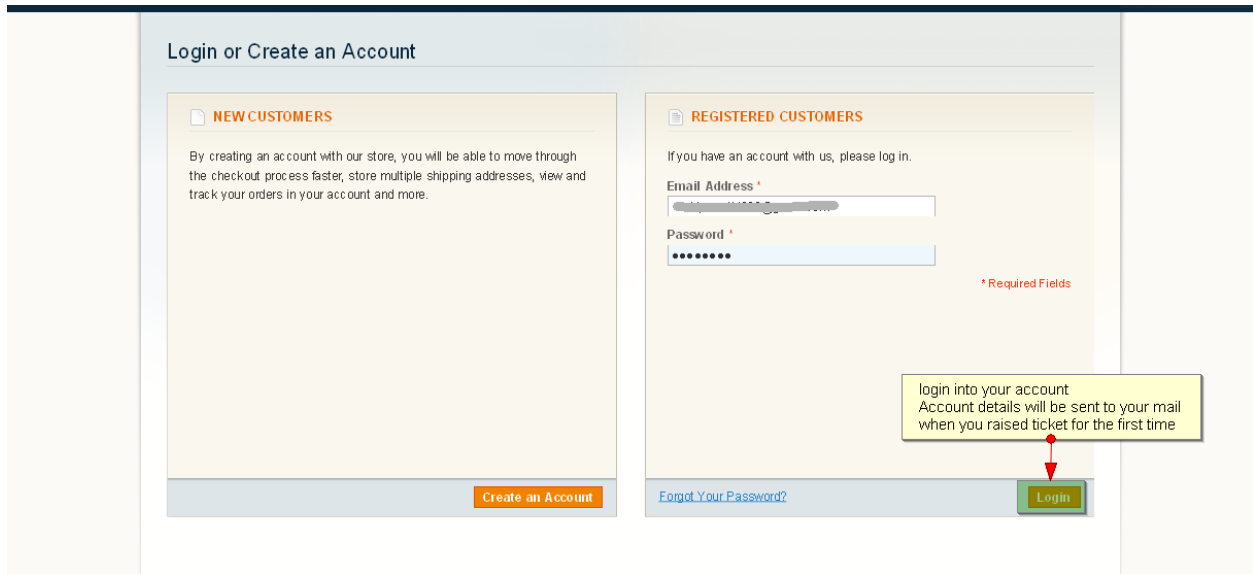 Login or Create an Account
NEW CUSTOMERS
By creating an account with our store, you will be able to move through
the checkout process faster, store multiple shipping addresses, view and
track your orders in your account and more.
Create an Account
REGISTERED CUSTOMERS
If you have an account with us, please log in.
Email Address *
Password *
* Required Fields
login into your account
Account details will be sent to your mail
when you raised ticket for the first time
Forgot Your Password?
Login